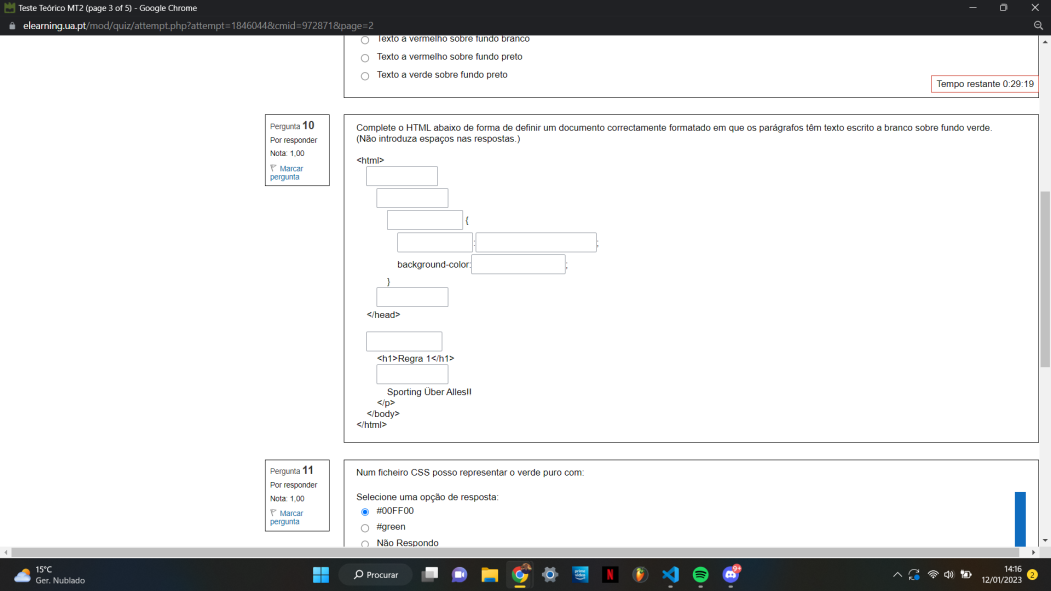 Teste Teórico MT2 (page 3 of 5) - Google Chrome
elearning.ua.pt/mod/quiz/attempt.php?attempt=1846044&cmid=972871&page=2
Texto a vermelho sobre fundo branco
Texto a vermelho sobre fundo preto
Texto a verde sobre fundo preto
Tempo restante 0:29:19
Pergunta 10
Por responder
Nota: 1,00
Marcar
pergunta
Complete o HTML abaixo de forma de definir um documento correctamente formatado em que os parágrafos têm texto escrito a branco sobre fundo verde.
(Não introduza espaços nas respostas.)
<html>
{
: ;
background-color: ;
}
</head>
<h1>Regra 1</h1>
Sporting Über Alles!!
</p>
</body>
</html>
Pergunta 11
Por responder
Nota: 1,00
Marcar
pergunta
Num ficheiro CSS posso representar o verde puro com:
Selecione uma opção de resposta:
#00FF00
#green
Não Respondo
15°C
Ger. Nublado
Procurar
prime video
N
9+
14:16
12/01/2023
2